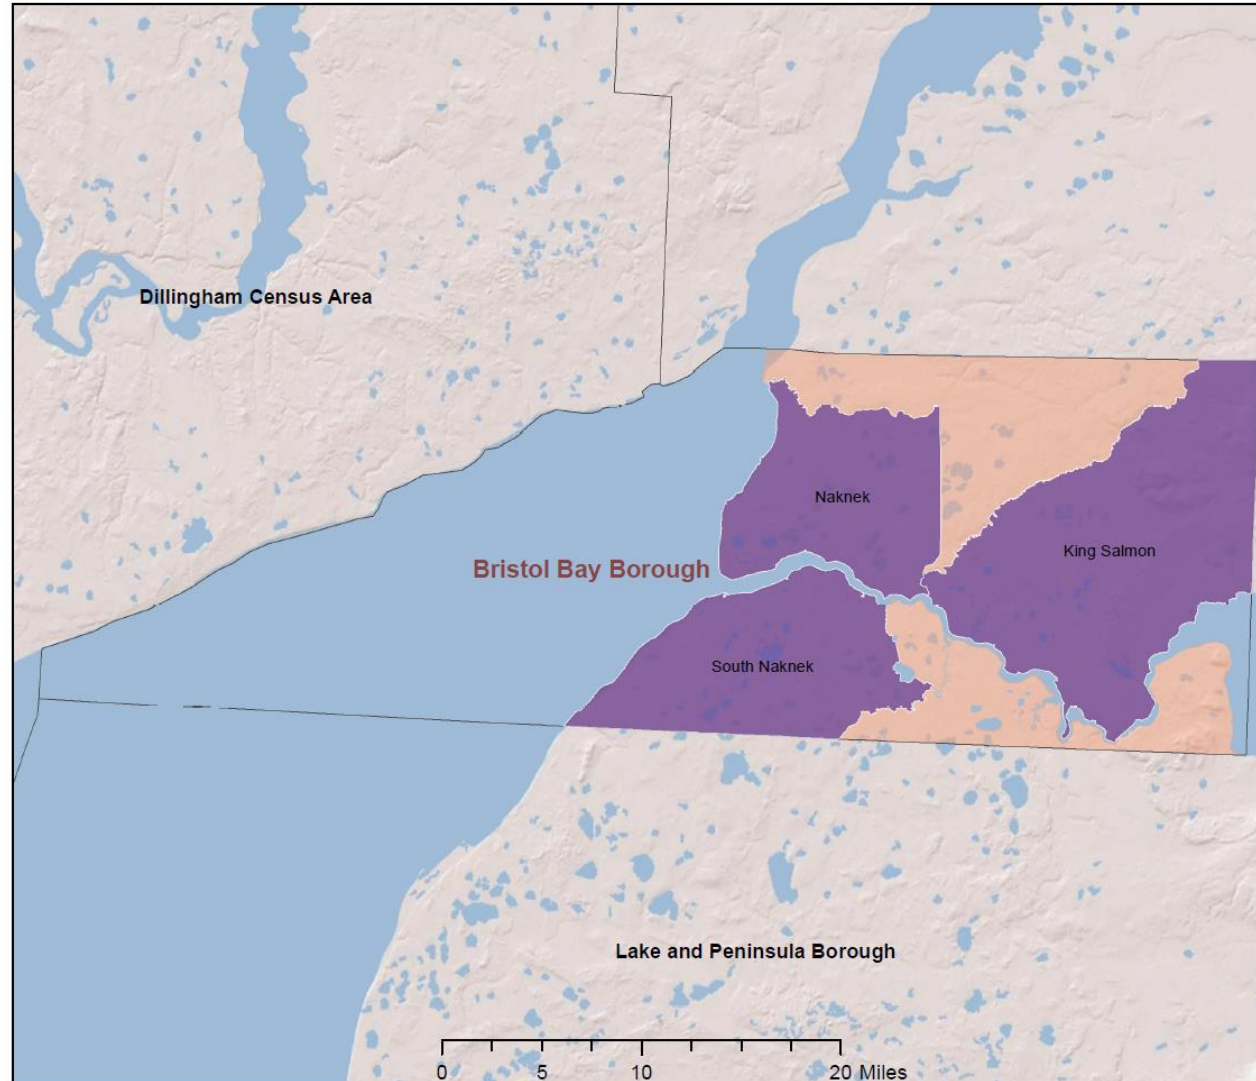 Dillingham Census Area
Naknek
King Salmon
Bristol Bay Borough
South Naknek
Lake and Peninsula Borough
0 5 10 20 Miles